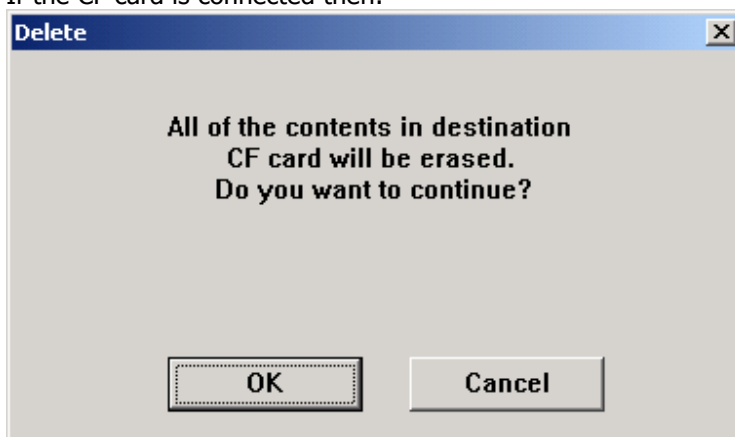 If the CF card is connected then:
Delete
All of the contents in destination
CF card will be erased.
Do you want to continue?
OK
Cancel